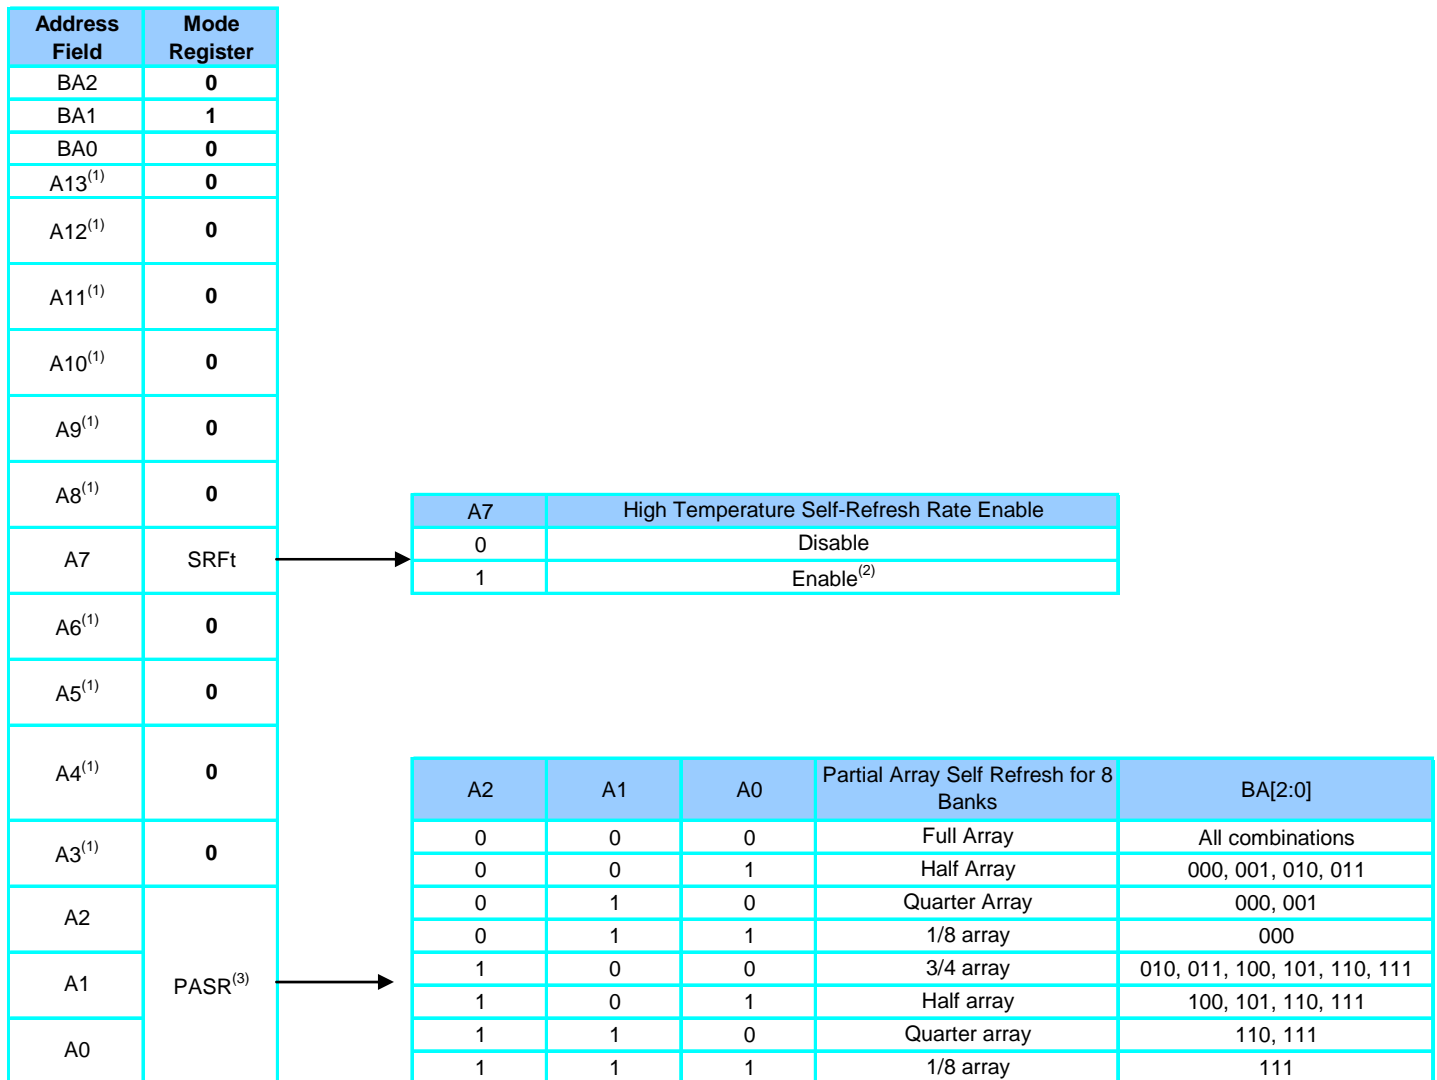 Address Field Mode Register
BA2 0
BA1 1
BA0 0
A13(1) 0
A12(1) 0
A11(1) 0
A10(1) 0
A9(1) 0
A8(1) 0
A7 SRFt
A6(1) 0
A5(1) 0
A4(1) 0
A3(1) 0
A2
A1 PASR(3)
A0
A7 High Temperature Self-Refresh Rate Enable
0 Disable
1 Enable(2)
A2 A1 A0 Partial Array Self Refresh for 8 Banks BA[2:0]
0 0 0 Full Array All combinations
0 0 1 Half Array 000, 001, 010, 011
0 1 0 Quarter Array 000, 001
0 1 1 1/8 array 000
1 0 0 3/4 array 010, 011, 100, 101, 110, 111
1 0 1 Half array 100, 101, 110, 111
1 1 0 Quarter array 110, 111
1 1 1 1/8 array 111